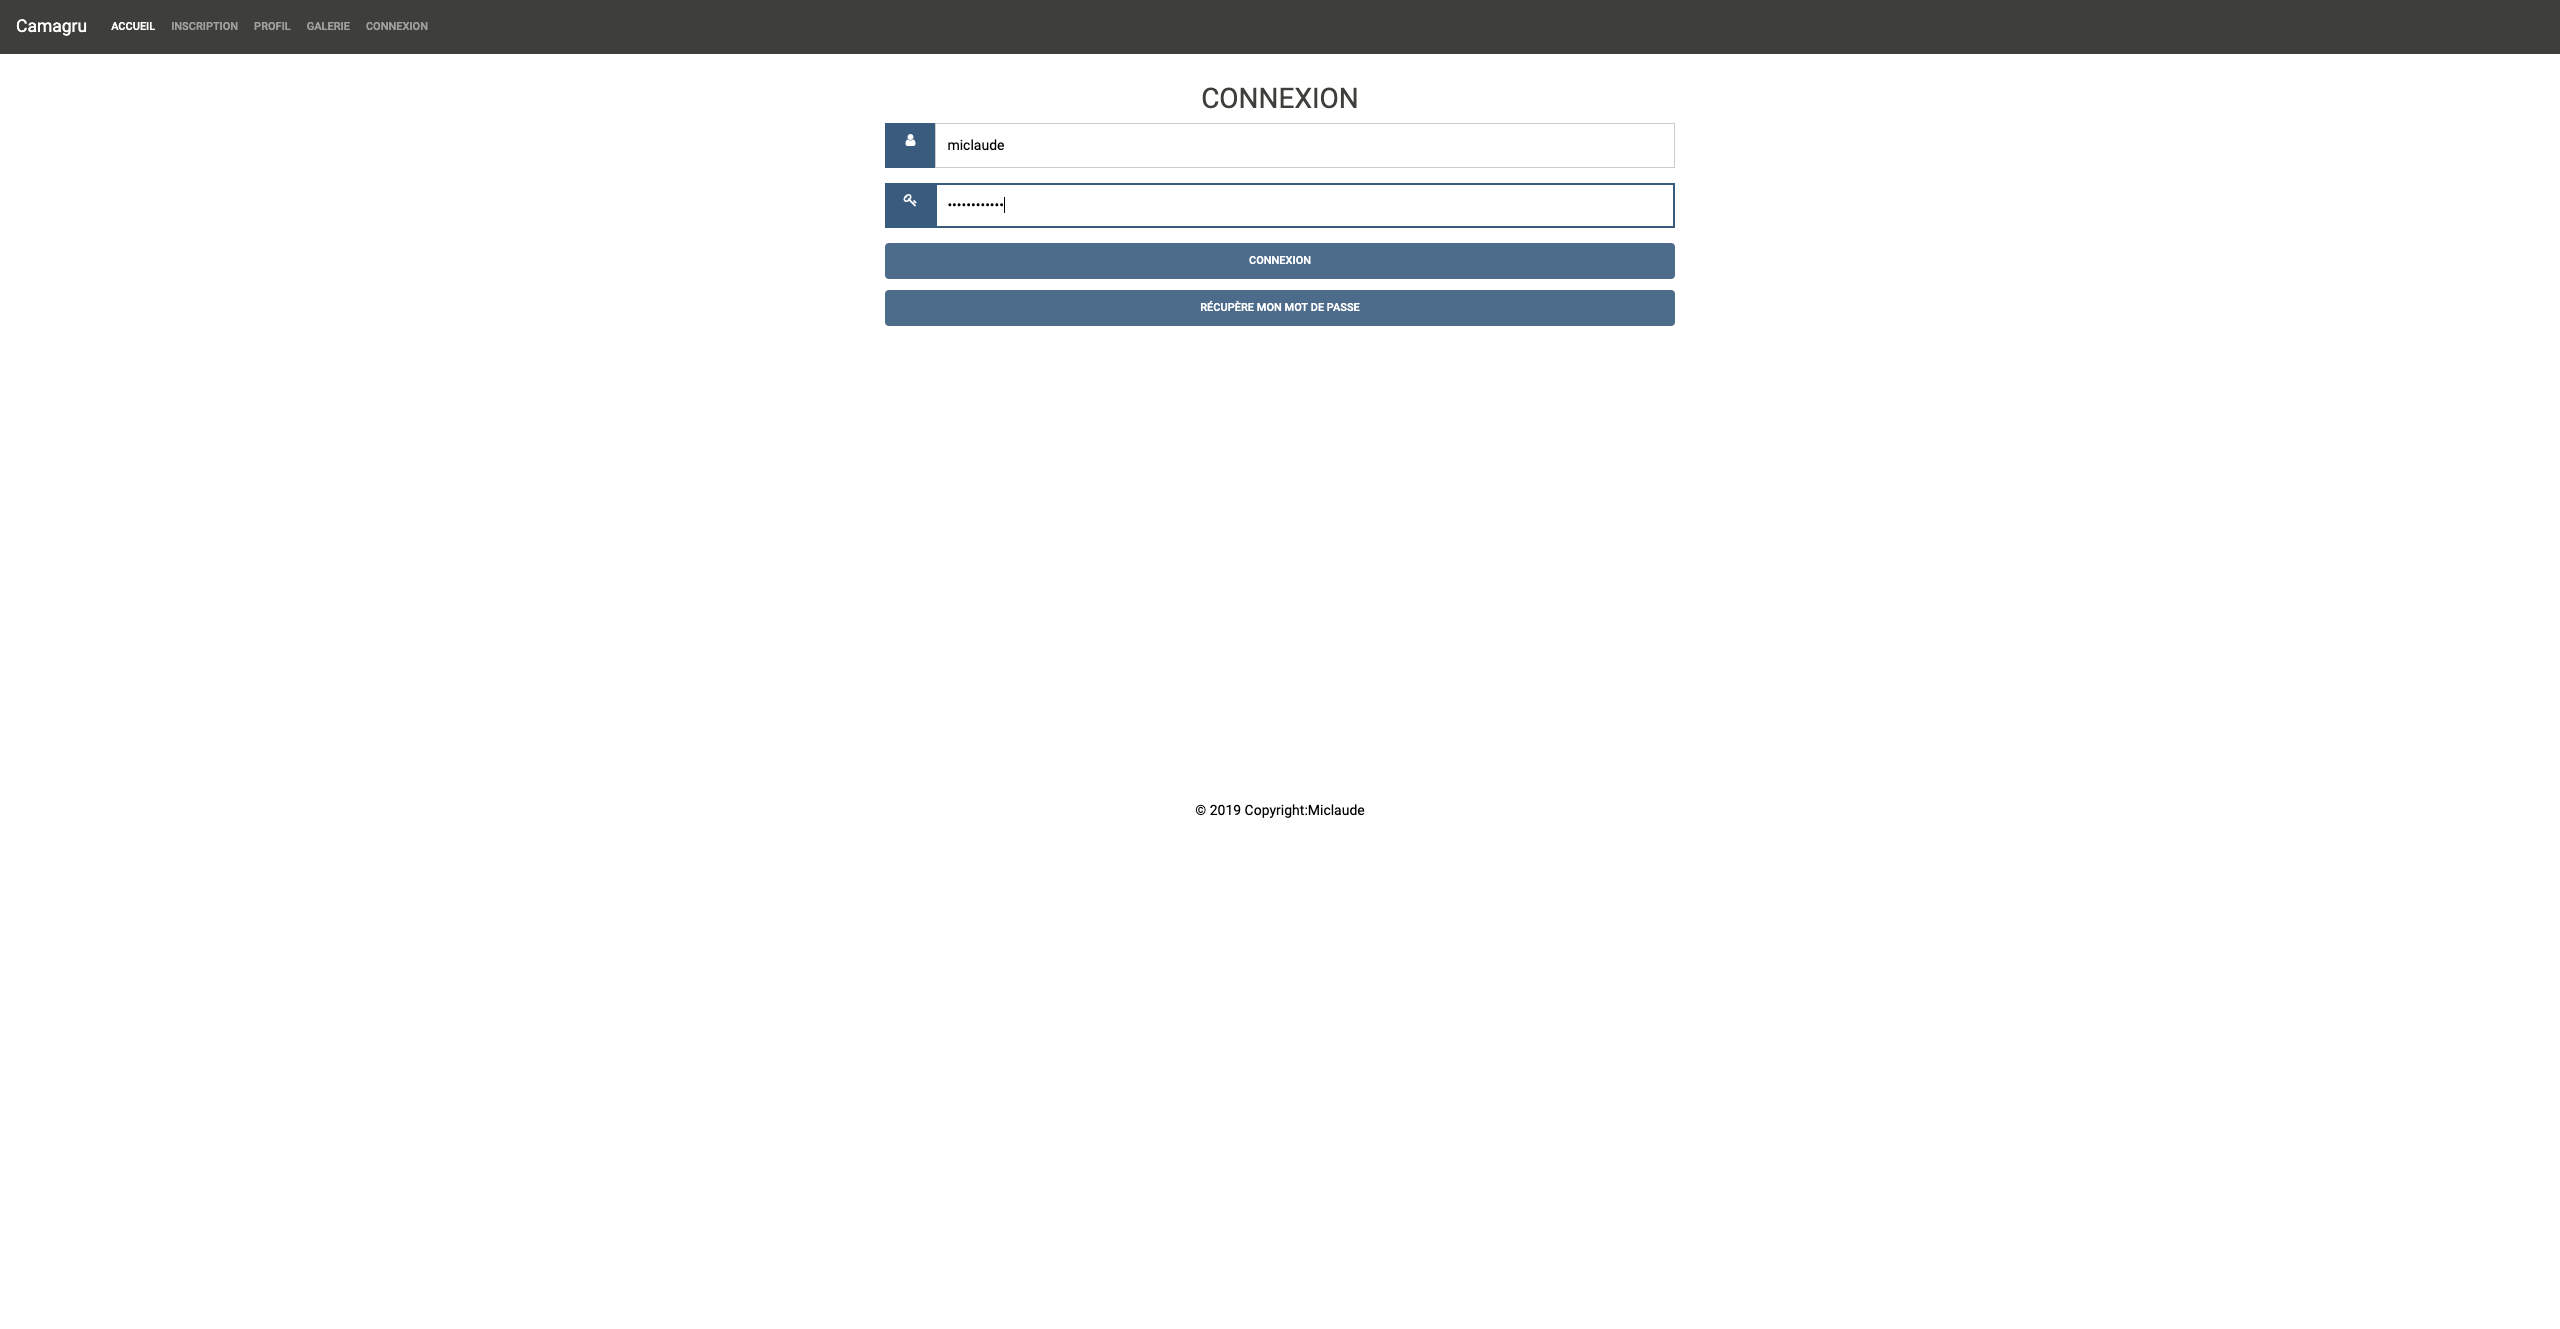 Camagru ACCUEIL INSCRIPTION PROFIL GALERIE CONNEXION
CONNEXION
miclaude
••••••••••••
CONNEXION
RÉCUPÈRE MON MOT DE PASSE
© 2019 Copyright:Miclaude